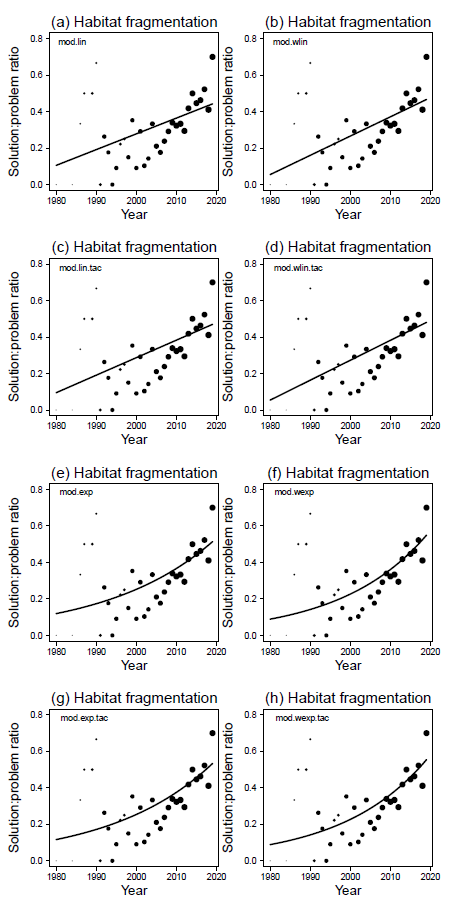 (a) Habitat fragmentation
(b) Habitat fragmentation
mod.lin
mod.wlin
Solution:problem ratio
0.8
0.6
0.4
0.2
0.0
1980 1990 2000 2010 2020
Year
Solution:problem ratio
0.8
0.6
0.4
0.2
0.0
1980 1990 2000 2010 2020
Year
(c) Habitat fragmentation
(d) Habitat fragmentation
mod.lin.tac
mod.wlin.tac
Solution:problem ratio
0.8
0.6
0.4
0.2
0.0
1980 1990 2000 2010 2020
Year
Solution:problem ratio
0.8
0.6
0.4
0.2
0.0
1980 1990 2000 2010 2020
Year
(e) Habitat fragmentation
(f) Habitat fragmentation
mod.exp
mod.wexp
Solution:problem ratio
0.8
0.6
0.4
0.2
0.0
1980 1990 2000 2010 2020
Year
Solution:problem ratio
0.8
0.6
0.4
0.2
0.0
1980 1990 2000 2010 2020
Year
(g) Habitat fragmentation
(h) Habitat fragmentation
mod.exp.tac
mod.wexp.tac
Solution:problem ratio
0.8
0.6
0.4
0.2
0.0
1980 1990 2000 2010 2020
Year
Solution:problem ratio
0.8
0.6
0.4
0.2
0.0
1980 1990 2000 2010 2020
Year